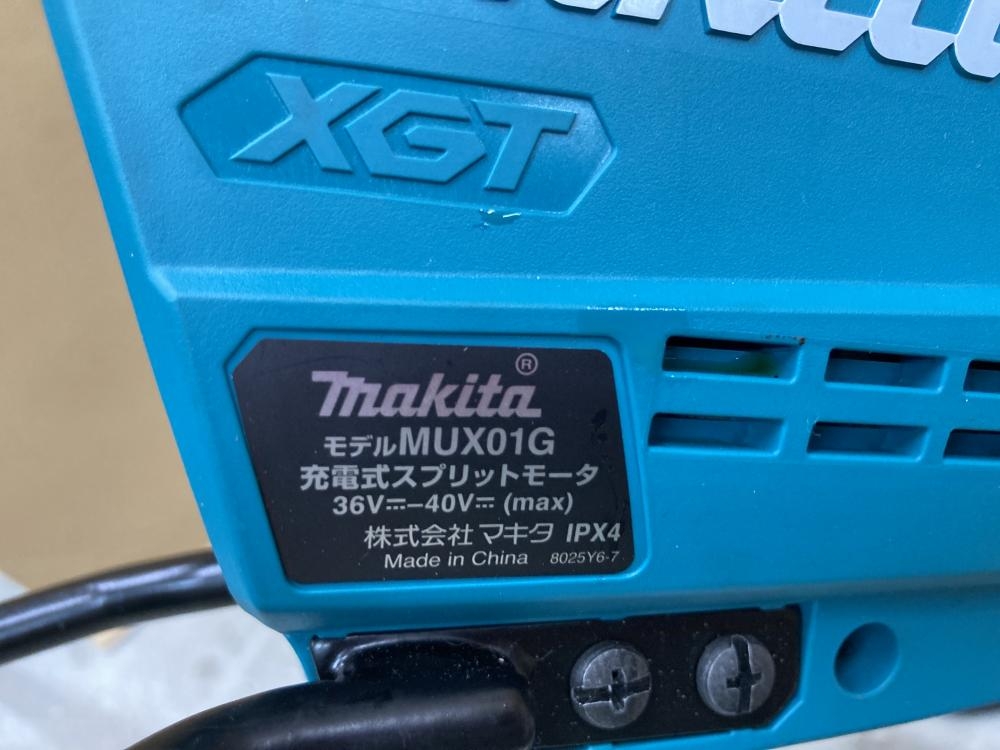 XGT
makita®
モデルMUX01G
充電式スプリットモータ
36V⎓-40V⎓ (max)
株式会社 マキタ IPX4
Made in China 8025Y6-7